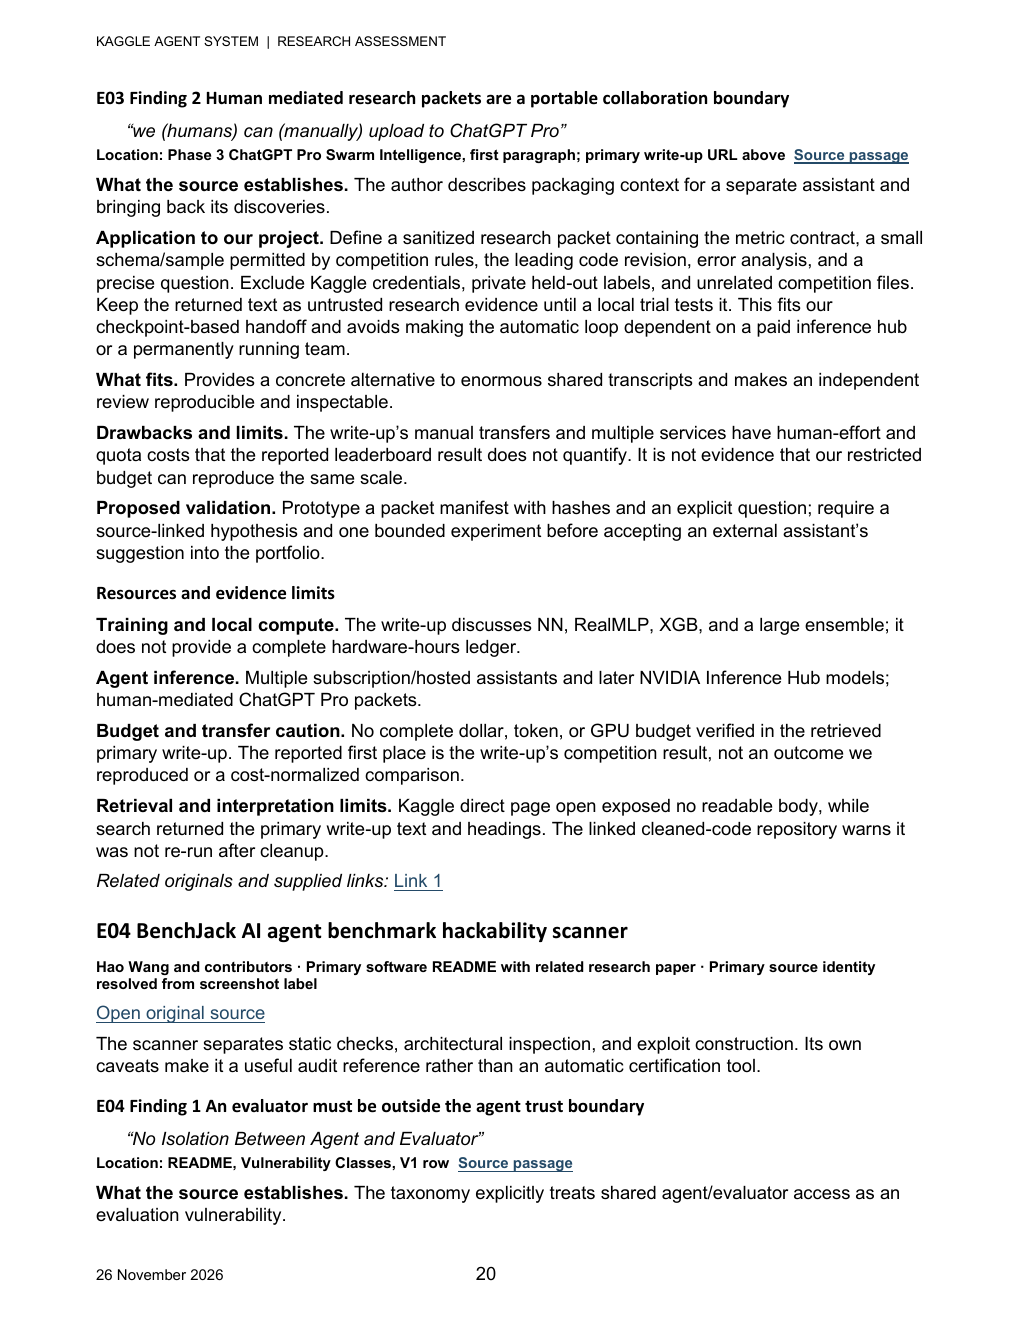 KAGGLE AGENT SYSTEM | RESEARCH ASSESSMENT
E03 Finding 2 Human mediated research packets are a portable collaboration boundary
“we (humans) can (manually) upload to ChatGPT Pro”
Location: Phase 3 ChatGPT Pro Swarm Intelligence, first paragraph; primary write-up URL above Source passage
What the source establishes. The author describes packaging context for a separate assistant and
bringing back its discoveries.
Application to our project. Define a sanitized research packet containing the metric contract, a small
schema/sample permitted by competition rules, the leading code revision, error analysis, and a
precise question. Exclude Kaggle credentials, private held-out labels, and unrelated competition files.
Keep the returned text as untrusted research evidence until a local trial tests it. This fits our
checkpoint-based handoff and avoids making the automatic loop dependent on a paid inference hub
or a permanently running team.
What fits. Provides a concrete alternative to enormous shared transcripts and makes an independent
review reproducible and inspectable.
Drawbacks and limits. The write-up’s manual transfers and multiple services have human-effort and
quota costs that the reported leaderboard result does not quantify. It is not evidence that our restricted
budget can reproduce the same scale.
Proposed validation. Prototype a packet manifest with hashes and an explicit question; require a
source-linked hypothesis and one bounded experiment before accepting an external assistant’s
suggestion into the portfolio.
Resources and evidence limits
Training and local compute. The write-up discusses NN, RealMLP, XGB, and a large ensemble; it
does not provide a complete hardware-hours ledger.
Agent inference. Multiple subscription/hosted assistants and later NVIDIA Inference Hub models;
human-mediated ChatGPT Pro packets.
Budget and transfer caution. No complete dollar, token, or GPU budget verified in the retrieved
primary write-up. The reported first place is the write-up’s competition result, not an outcome we
reproduced or a cost-normalized comparison.
Retrieval and interpretation limits. Kaggle direct page open exposed no readable body, while
search returned the primary write-up text and headings. The linked cleaned-code repository warns it
was not re-run after cleanup.
Related originals and supplied links: Link 1
E04 BenchJack AI agent benchmark hackability scanner
Hao Wang and contributors · Primary software README with related research paper · Primary source identity
resolved from screenshot label
Open original source
The scanner separates static checks, architectural inspection, and exploit construction. Its own
caveats make it a useful audit reference rather than an automatic certification tool.
E04 Finding 1 An evaluator must be outside the agent trust boundary
“No Isolation Between Agent and Evaluator”
Location: README, Vulnerability Classes, V1 row Source passage
What the source establishes. The taxonomy explicitly treats shared agent/evaluator access as an
evaluation vulnerability.
26 November 2026
20